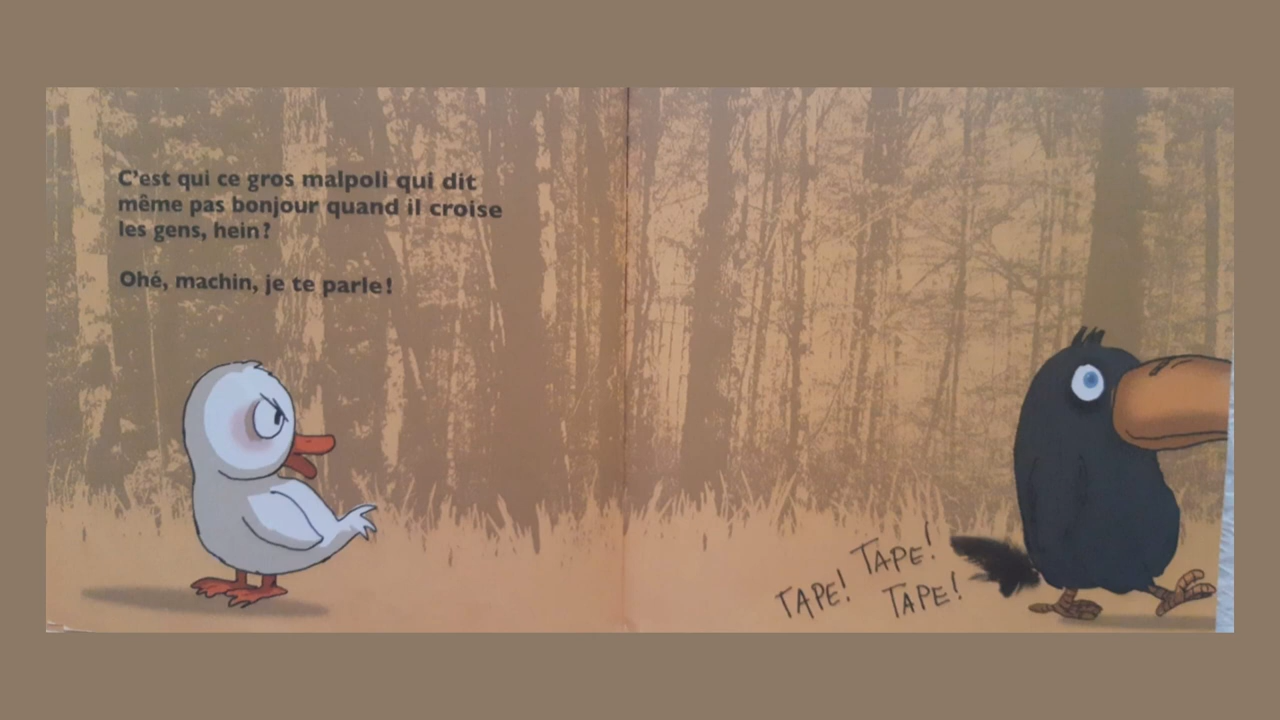 C'est qui ce gros malpoli qui dit
même pas bonjour quand il croise
les gens, hein ?
Ohé, machin, je te parle !
TAPE !
TAPE !
TAPE !